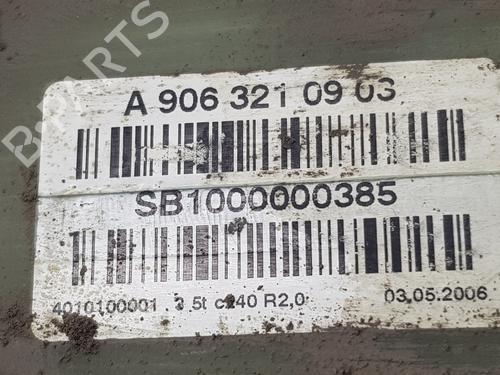 B-PARTS
A 906 321 09 03
SB1000000385
4010100001 3 5t c240 R2,0
03.05.2006